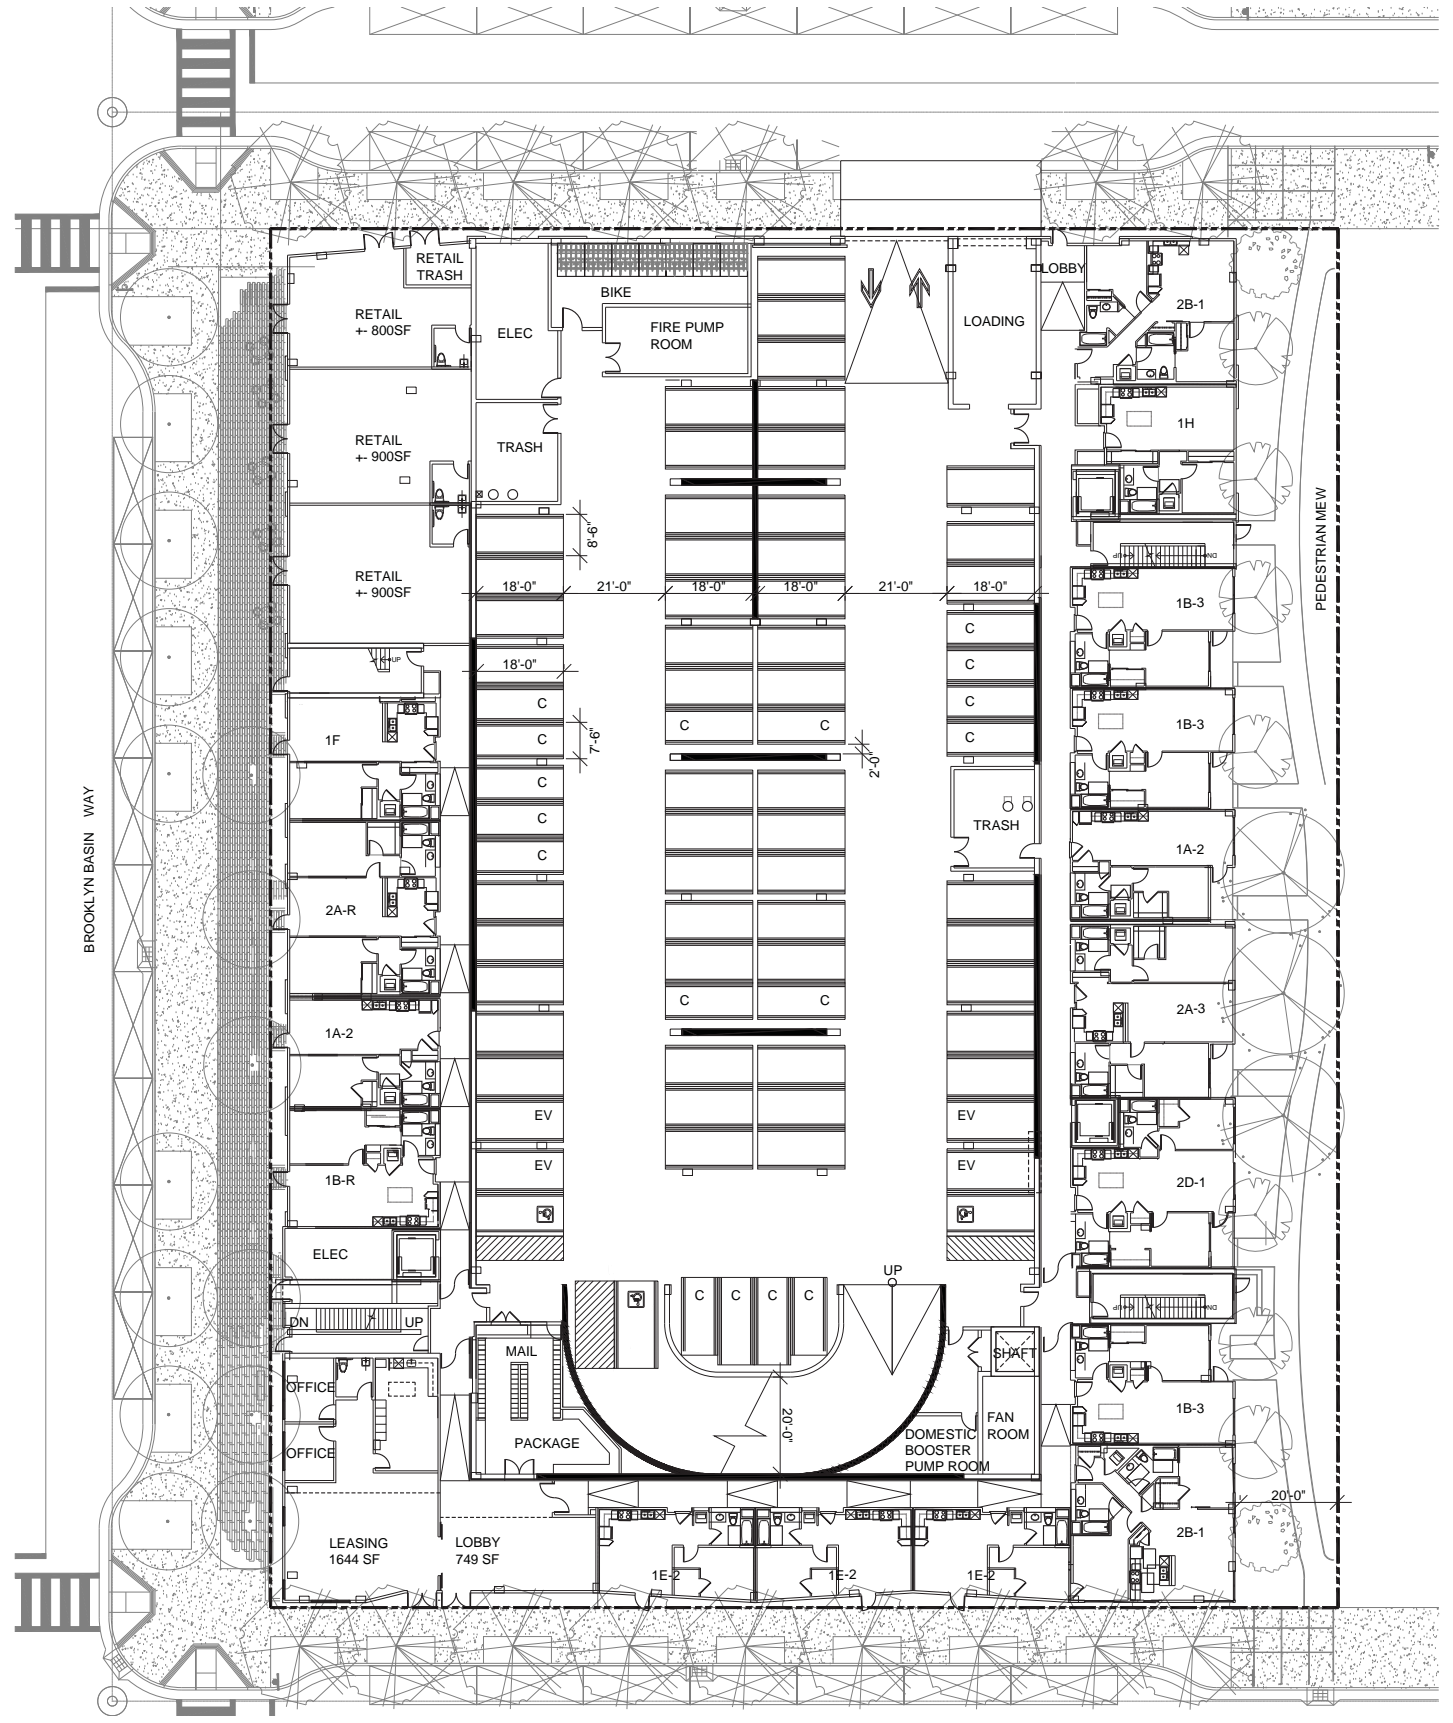 RETAIL
TRASH
LOBBY
BIKE
2B-1
RETAIL
+- 800SF
ELEC
FIRE PUMP
ROOM
LOADING
1H
RETAIL
+- 900SF
TRASH
8'-6"
PEDESTRIAN MEW
UP
DN
RETAIL
+- 900SF
18'-0"
21'-0"
18'-0"
18'-0"
21'-0"
18'-0"
1B-3
C
UP
18'-0"
C
C
C
C
C
C
1B-3
1F
C
7'-6"
C
2'-0"
C
C
TRASH
1A-2
C
BROOKLYN BASIN WAY
2A-R
C
C
2A-3
1A-2
EV
EV
EV
EV
1B-R
2D-1
ELEC
UP
C
C
C
C
DN
UP
UP
DN
MAIL
SHAFT
OFFICE
20'-0"
1B-3
OFFICE
PACKAGE
DOMESTIC
BOOSTER
PUMP ROOM
FAN
ROOM
20'-0"
LEASING
1644 SF
LOBBY
749 SF
2B-1
1E-2
1E-2
1E-2